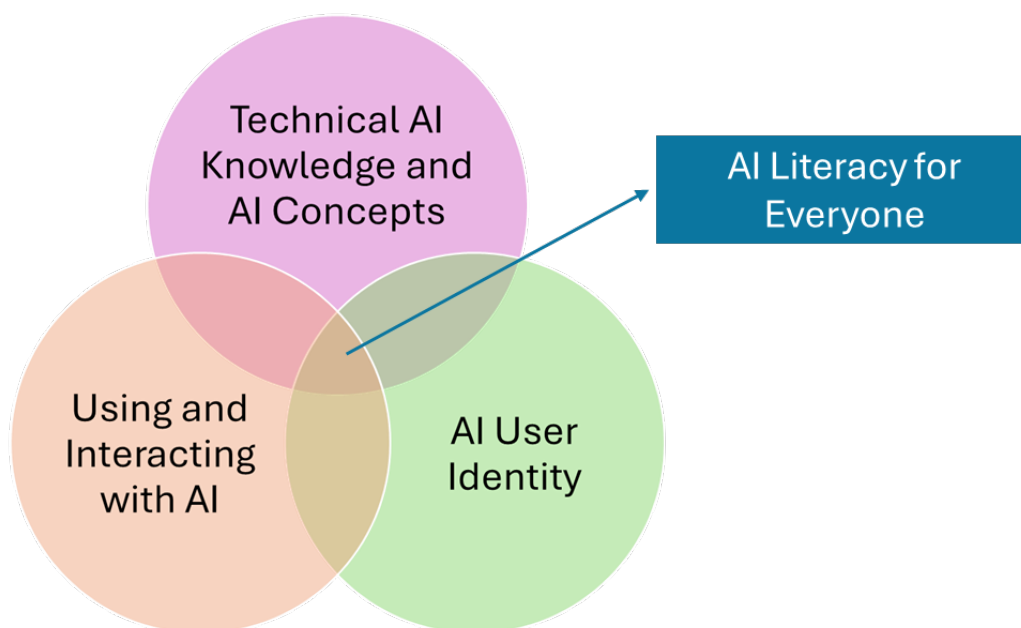 Technical AI
Knowledge and
AI Concepts
AI Literacy for
Everyone
Using and
Interacting
with AI
AI User
Identity